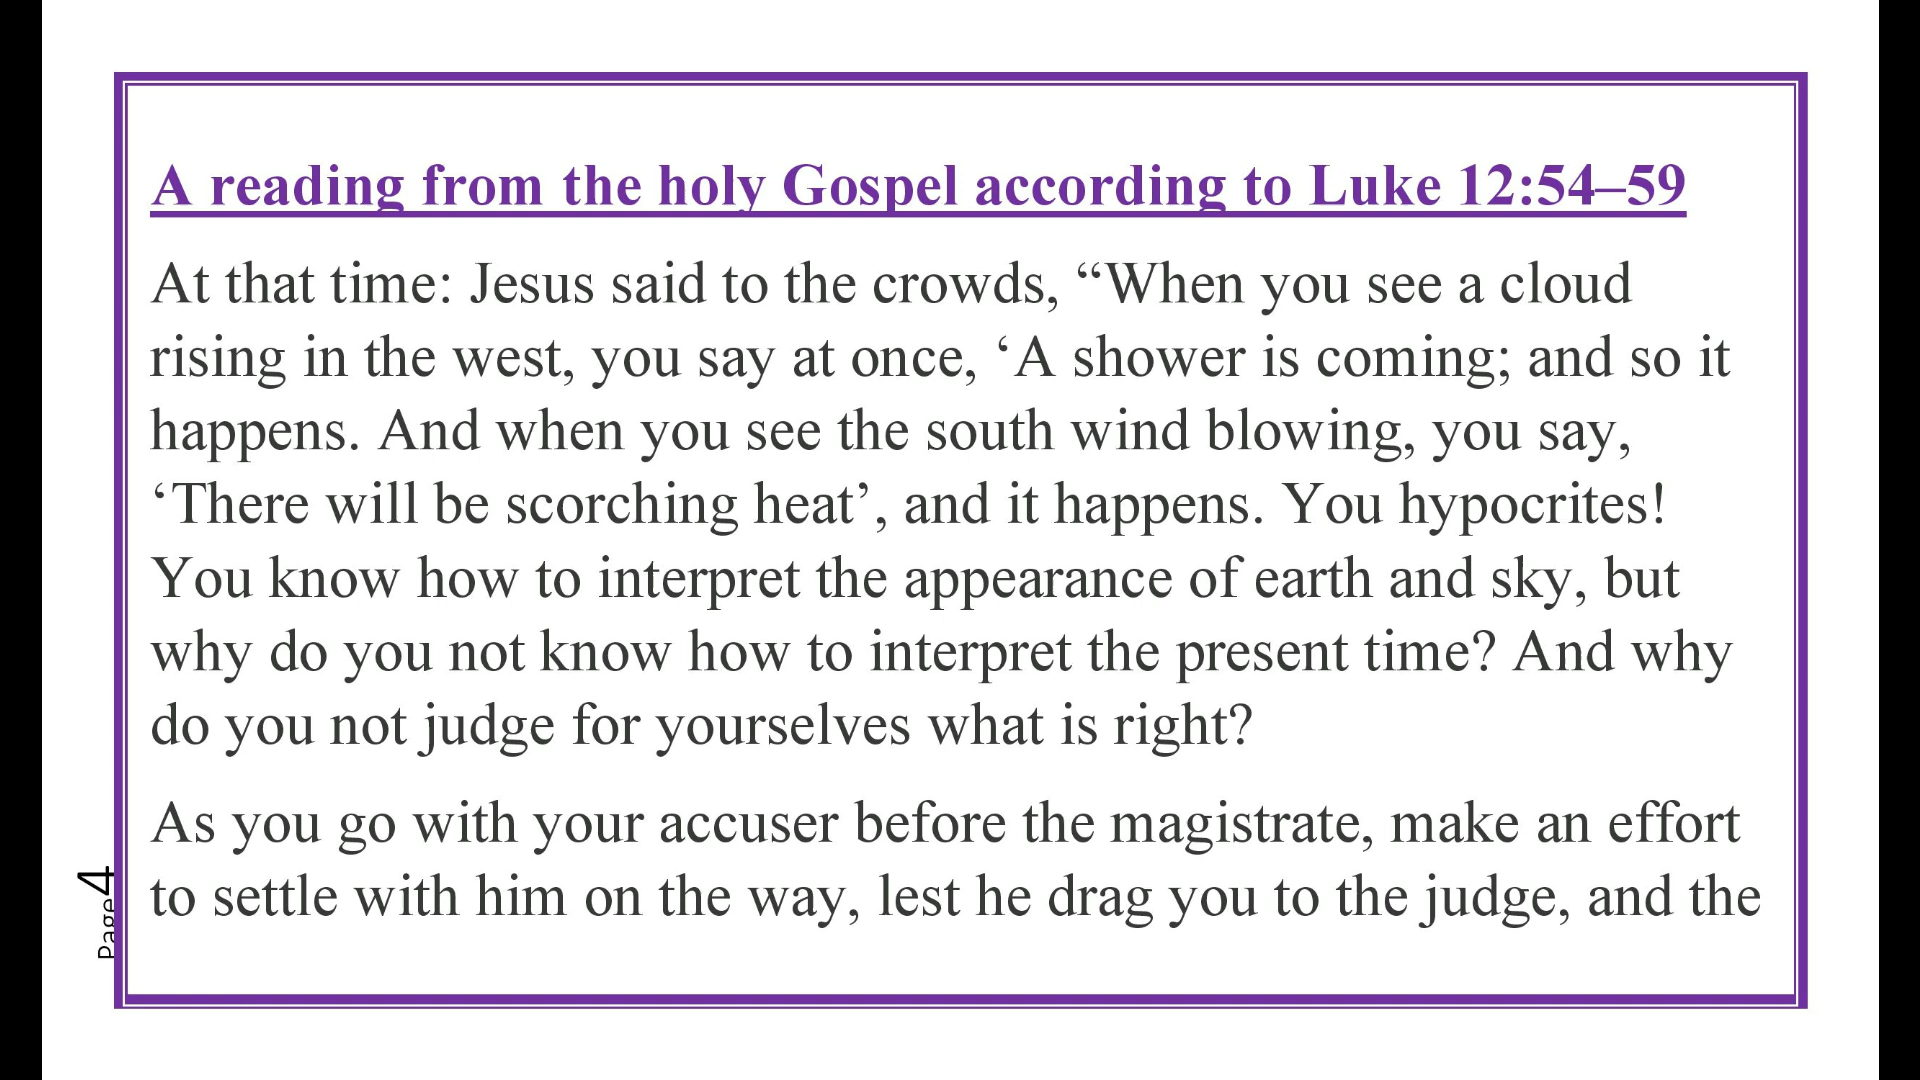 A reading from the holy Gospel according to Luke 12:54–59
At that time: Jesus said to the crowds, “When you see a cloud
rising in the west, you say at once, ‘A shower is coming; and so it
happens. And when you see the south wind blowing, you say,
‘There will be scorching heat’, and it happens. You hypocrites!
You know how to interpret the appearance of earth and sky, but
why do you not know how to interpret the present time? And why
do you not judge for yourselves what is right?
As you go with your accuser before the magistrate, make an effort
to settle with him on the way, lest he drag you to the judge, and the
Page4